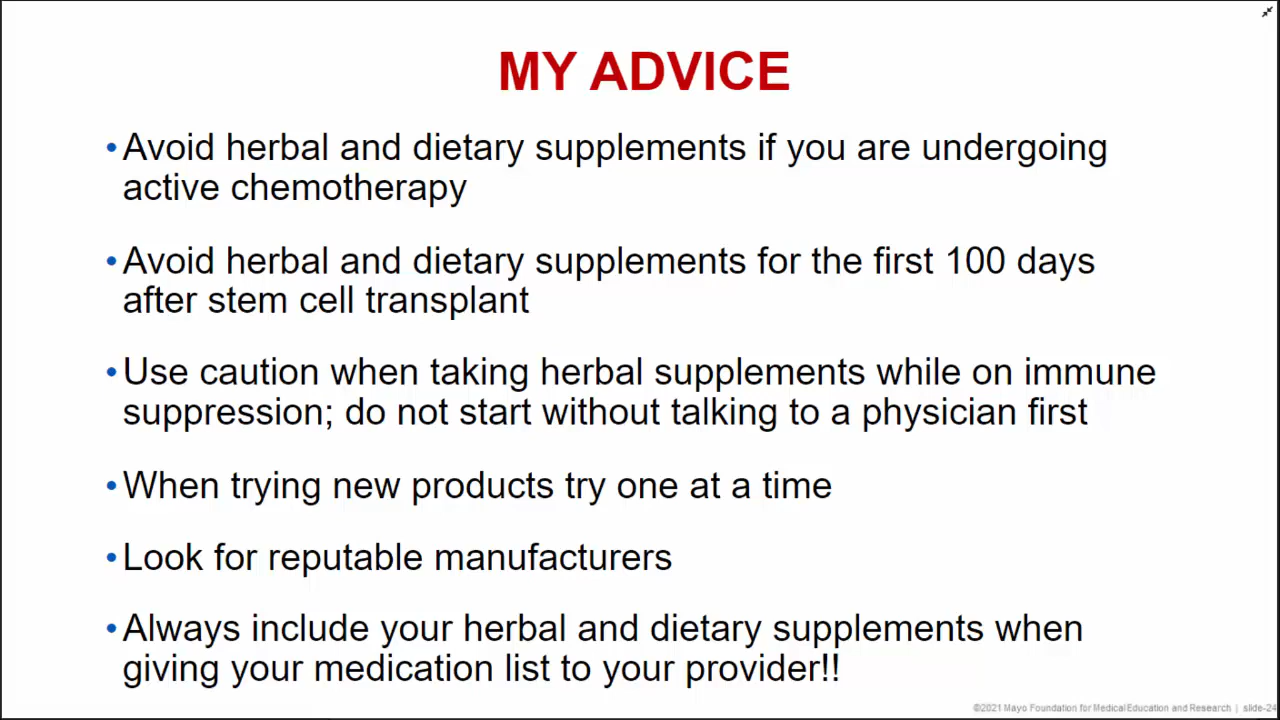 MY ADVICE
•Avoid herbal and dietary supplements if you are undergoing
active chemotherapy
•Avoid herbal and dietary supplements for the first 100 days
after stem cell transplant
•Use caution when taking herbal supplements while on immune
suppression; do not start without talking to a physician first
•When trying new products try one at a time
•Look for reputable manufacturers
•Always include your herbal and dietary supplements when
giving your medication list to your provider!!
©2021 Mayo Foundation for Medical Education and Research | slide-24